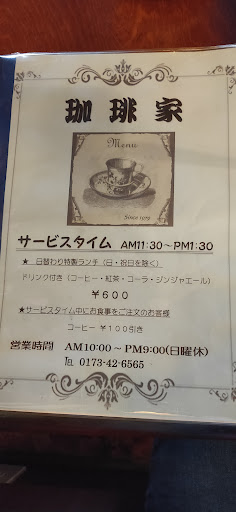 珈琲家
Menu
Since 1979
サービスタイム AM11:30～PM1:30
★ 日替わり特製ランチ（日・祝日を除く）
ドリンク付き（コーヒー・紅茶・コーラ・ジンジャエール）
￥600
★サービスタイム中にお食事をご注文のお客様
コーヒー ￥100引き
営業時間 AM10:00～PM9:00(日曜休)
℡ 0173-42-6565